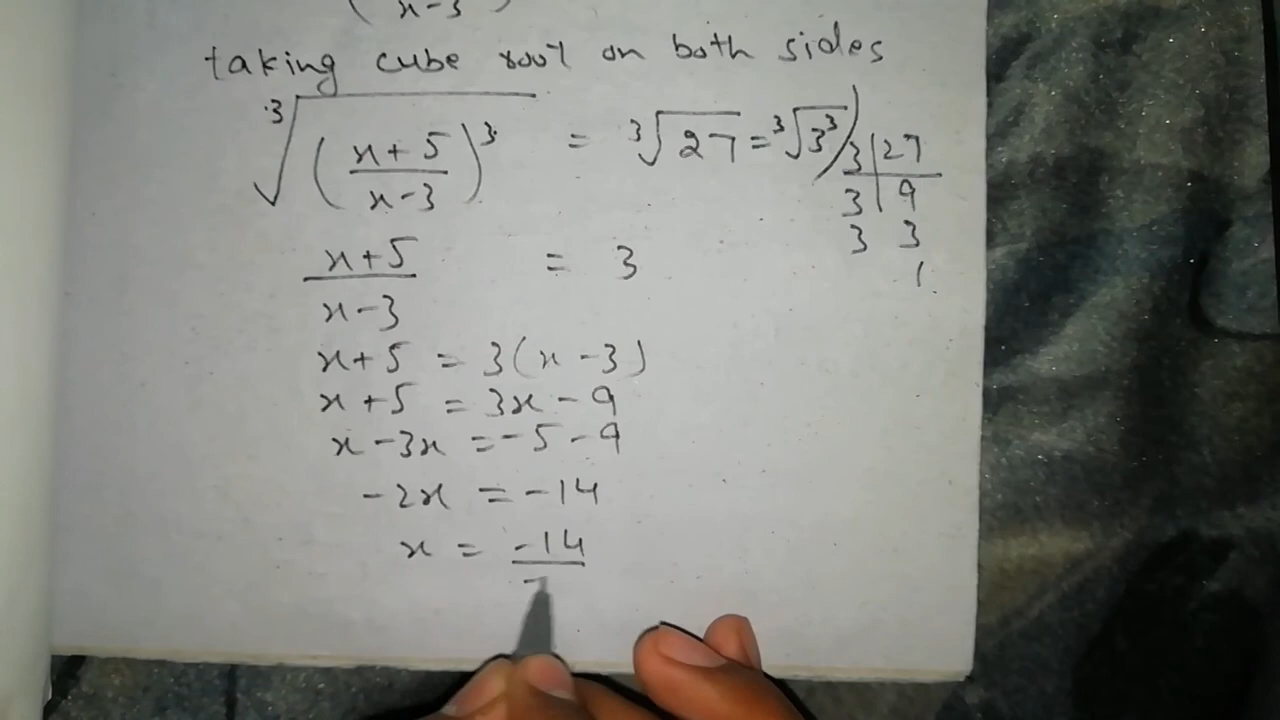 (x-3)
taking cube root on both sides
∛((x+5)/(x-3))³ = ∛27 = ∛3³
3|27
3|9
3 3
1
(x+5)/(x-3) = 3
x+5 = 3(x-3)
x+5 = 3x-9
x-3x = -5-9
-2x = -14
x = -14/-